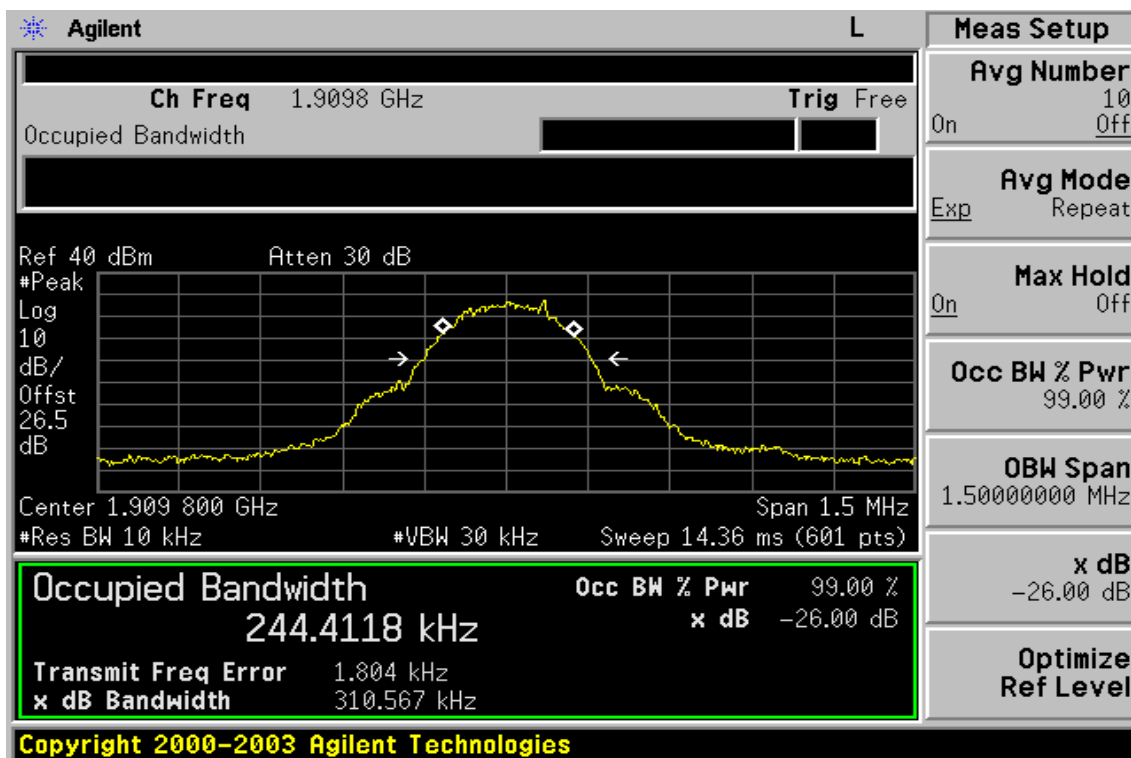 Agilent L
Ch Freq 1.9098 GHz Trig Free
Occupied Bandwidth
Ref 40 dBm Atten 30 dB
#Peak
Log
10
dB/
Offst
26.5
dB
Center 1.909 800 GHz Span 1.5 MHz
#Res BW 10 kHz #VBW 30 kHz Sweep 14.36 ms (601 pts)
Occupied Bandwidth Occ BW % Pwr 99.00 %
244.4118 kHz x dB -26.00 dB
Transmit Freq Error 1.804 kHz
x dB Bandwidth 310.567 kHz
Copyright 2000-2003 Agilent Technologies
Meas Setup
Avg Number
10
On Off
Avg Mode
Exp Repeat
Max Hold
On Off
Occ BW % Pwr
99.00 %
OBW Span
1.50000000 MHz
x dB
-26.00 dB
Optimize
Ref Level